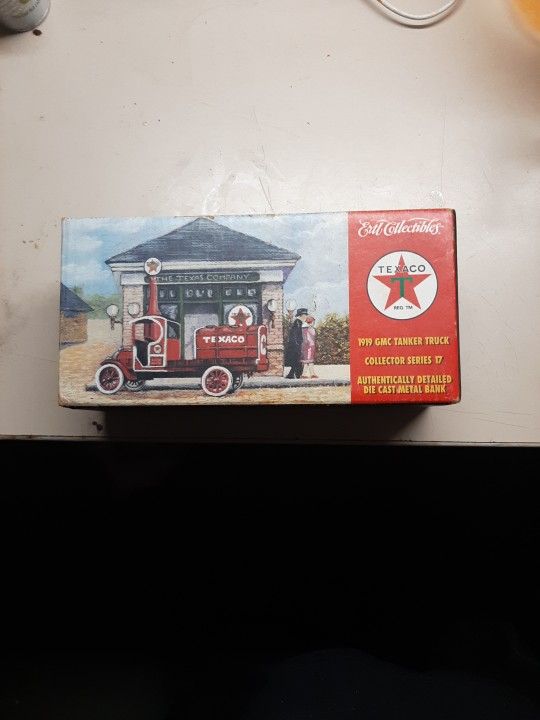 Ertl Collectibles
TEXACO
T
REG. TM
1919 GMC TANKER TRUCK
COLLECTOR SERIES 17
AUTHENTICALLY DETAILED
DIE CAST METAL BANK
THE TEXAS COMPANY
TEXACO